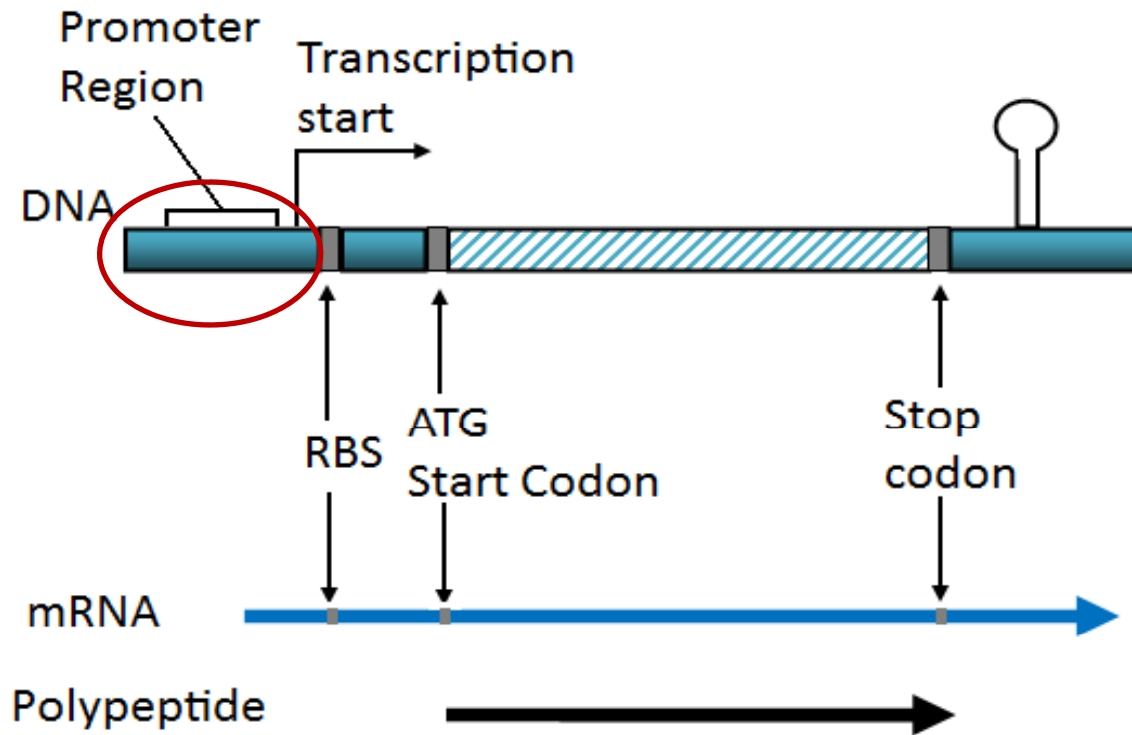 Promoter
Region
Transcription
start
DNA
RBS
ATG
Start Codon
Stop
codon
mRNA
Polypeptide